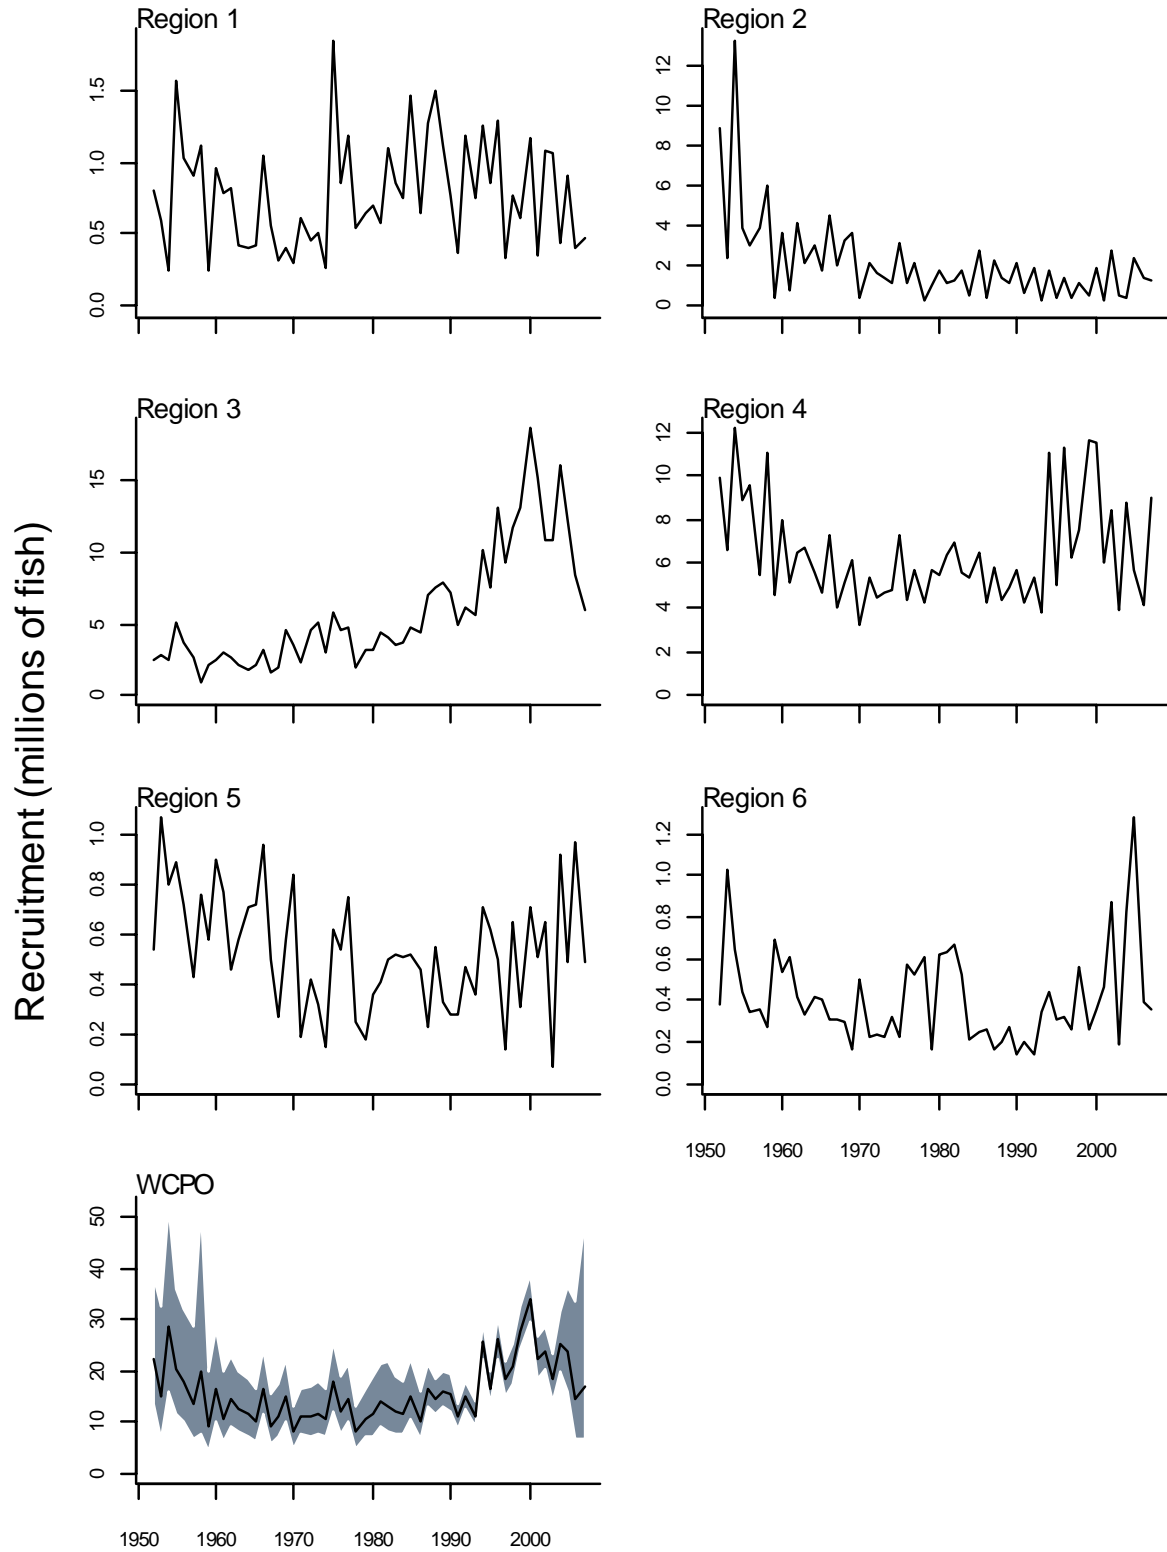 Recruitment (millions of fish)
Region 1
0.0 0.5 1.0 1.5
Region 2
0 2 4 6 8 10 12
Region 3
0 5 10 15
Region 4
0 2 4 6 8 10 12
Region 5
0.0 0.2 0.4 0.6 0.8 1.0
Region 6
0.0 0.2 0.4 0.6 0.8 1.0 1.2
1950 1960 1970 1980 1990 2000
WCPO
0 10 20 30 40 50
1950 1960 1970 1980 1990 2000